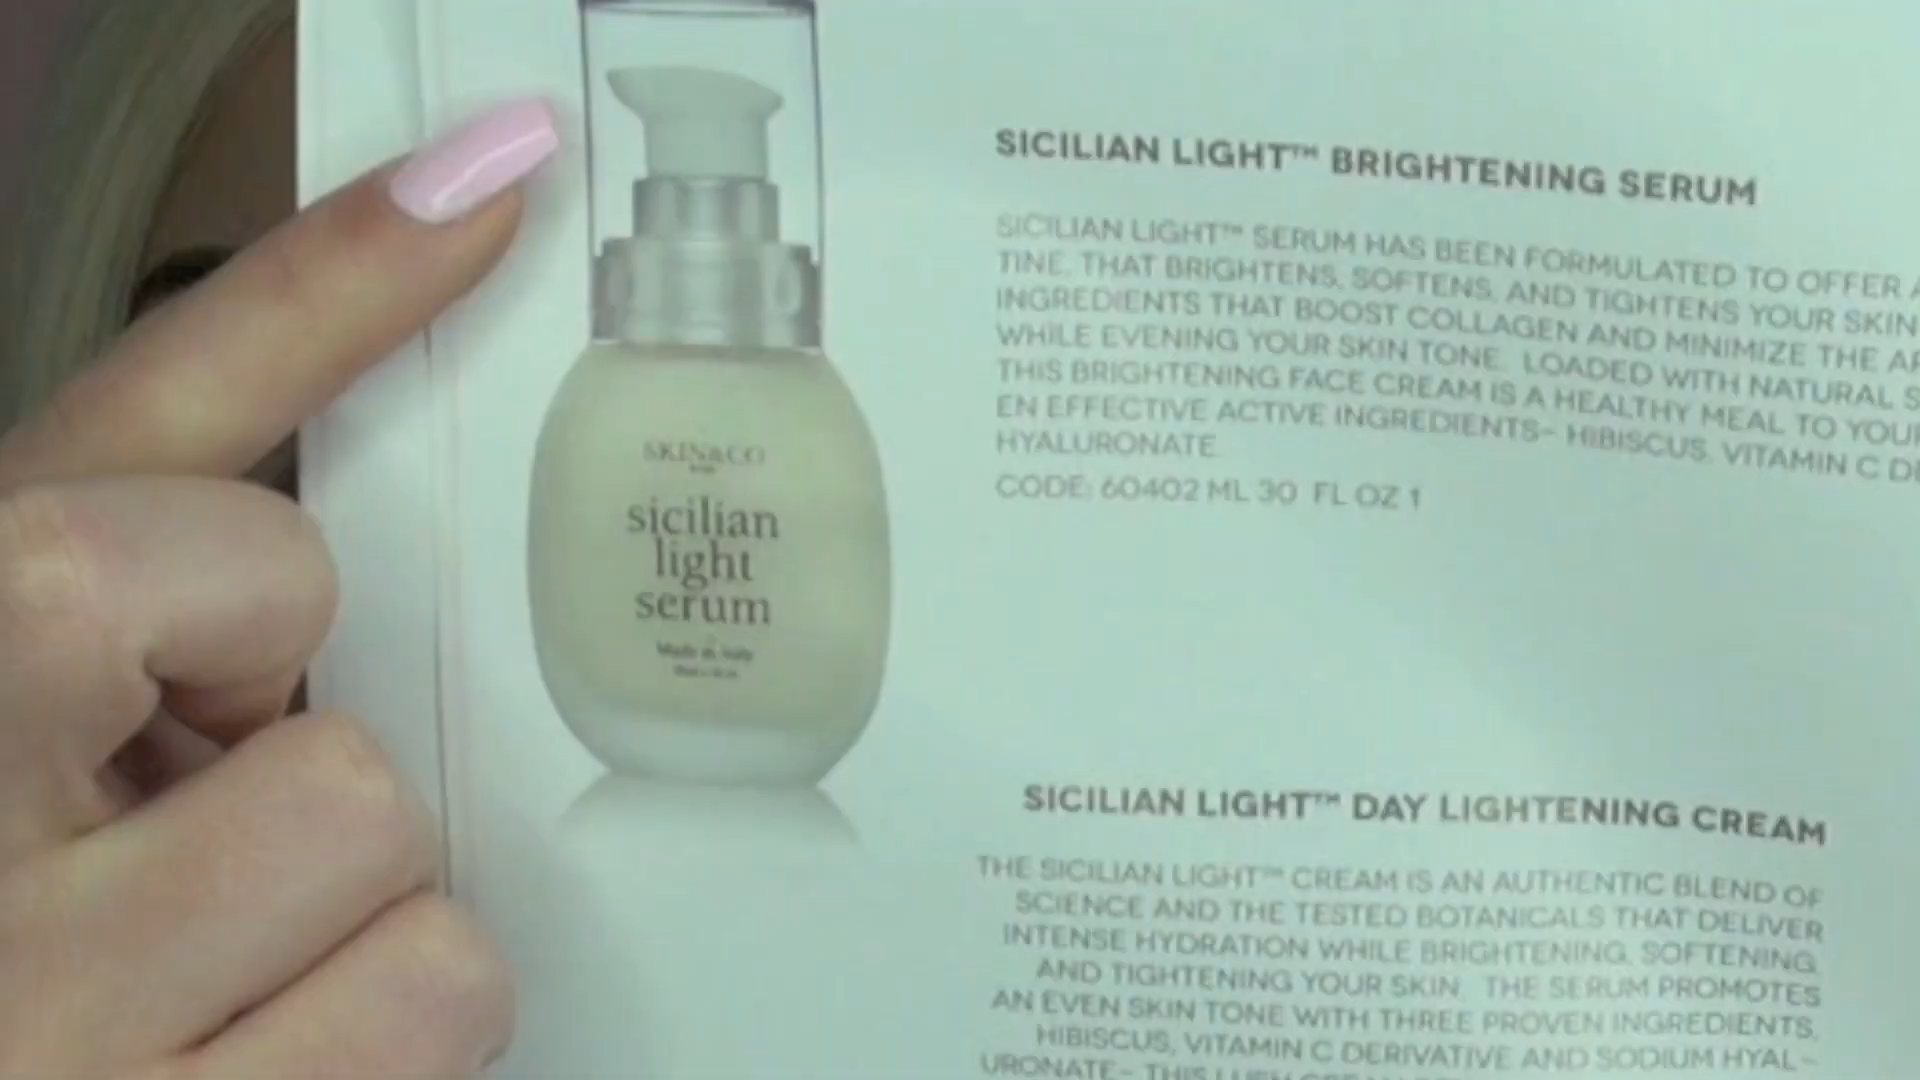 SKIN&CO
sicilian
light
serum
Made in Italy
SICILIAN LIGHT™ BRIGHTENING SERUM
SICILIAN LIGHT™ SERUM HAS BEEN FORMULATED TO OFFER
TINE, THAT BRIGHTENS, SOFTENS, AND TIGHTENS YOUR SKIN
INGREDIENTS THAT BOOST COLLAGEN AND MINIMIZE THE
WHILE EVENING YOUR SKIN TONE. LOADED WITH NATURAL
THIS BRIGHTENING FACE CREAM IS A HEALTHY MEAL TO YOUR
EN EFFECTIVE ACTIVE INGREDIENTS- HIBISCUS, VITAMIN C
HYALURONATE.
CODE: 60402 ML 30 FL OZ 1
SICILIAN LIGHT™ DAY LIGHTENING CREAM
THE SICILIAN LIGHT™ CREAM IS AN AUTHENTIC BLEND OF
SCIENCE AND THE TESTED BOTANICALS THAT DELIVER
INTENSE HYDRATION WHILE BRIGHTENING, SOFTENING,
AND TIGHTENING YOUR SKIN. THE SERUM PROMOTES
AN EVEN SKIN TONE WITH THREE PROVEN INGREDIENTS,
HIBISCUS, VITAMIN C DERIVATIVE AND SODIUM HYAL-
URONATE- THIS LUSH CREAM